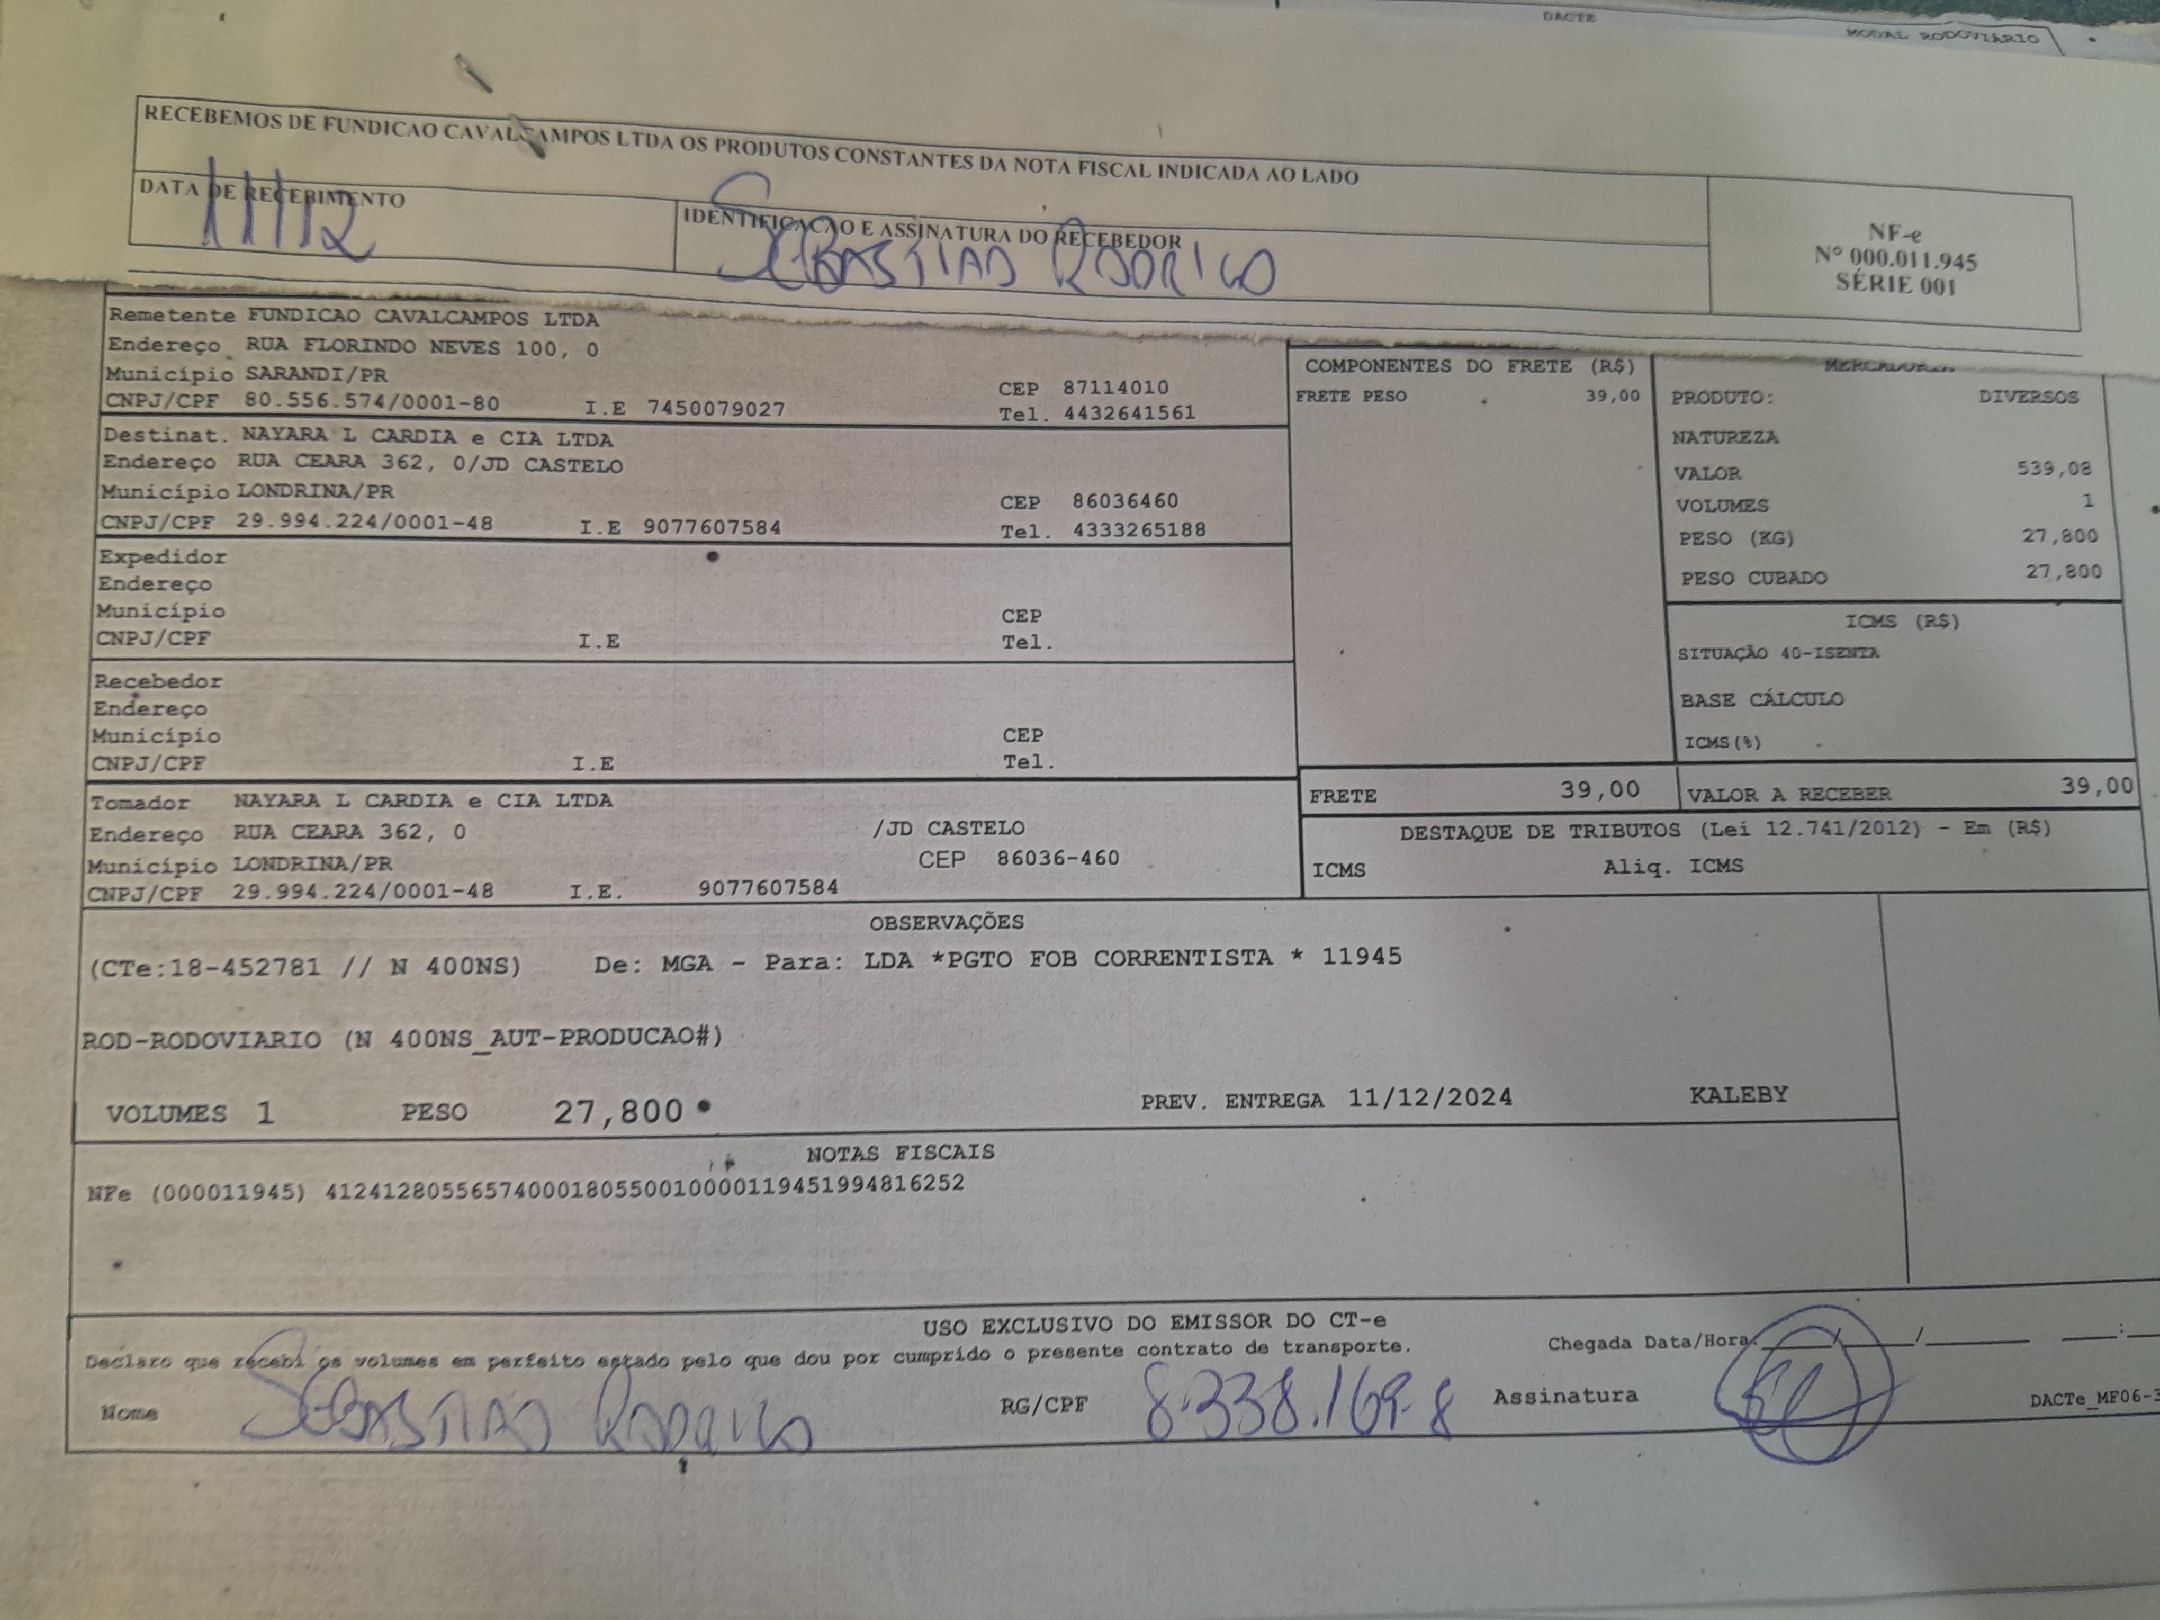 DACTE
MODAL RODOVIÁRIO
RECEBEMOS DE FUNDICAO CAVALCAMPOS LTDA OS PRODUTOS CONSTANTES DA NOTA FISCAL INDICADA AO LADO
DATA DE RECEBIMENTO
11/12
IDENTIFICAÇAO E ASSINATURA DO RECEBEDOR
SEBASTIAO RODRIGO
NF-e
Nº 000.011.945
SÉRIE 001
Remetente FUNDICAO CAVALCAMPOS LTDA
Endereço RUA FLORINDO NEVES 100, 0
Município SARANDI/PR CEP 87114010
CNPJ/CPF 80.556.574/0001-80 I.E 7450079027 Tel. 4432641561
Destinat. NAYARA L CARDIA e CIA LTDA
Endereço RUA CEARA 362, 0/JD CASTELO
Município LONDRINA/PR CEP 86036460
CNPJ/CPF 29.994.224/0001-48 I.E 9077607584 Tel. 4333265188
Expedidor
Endereço
Município CEP
CNPJ/CPF I.E Tel.
Recebedor
Endereço
Município CEP
CNPJ/CPF I.E Tel.
Tomador NAYARA L CARDIA e CIA LTDA
Endereço RUA CEARA 362, 0 /JD CASTELO
Município LONDRINA/PR CEP 86036-460
CNPJ/CPF 29.994.224/0001-48 I.E. 9077607584
COMPONENTES DO FRETE (R$)
FRETE PESO 39,00
PRODUTO: DIVERSOS
NATUREZA
VALOR 539,08
VOLUMES 1
PESO (KG) 27,800
PESO CUBADO 27,800
ICMS (R$)
SITUAÇÃO 40-ISENTA
BASE CÁLCULO
ICMS(%)
FRETE 39,00 VALOR A RECEBER 39,00
DESTAQUE DE TRIBUTOS (Lei 12.741/2012) - Em (R$)
ICMS Aliq. ICMS
OBSERVAÇÕES
(CTe:18-452781 // N 400NS) De: MGA - Para: LDA *PGTO FOB CORRENTISTA * 11945
ROD-RODOVIARIO (N 400NS_AUT-PRODUCAO#)
VOLUMES 1 PESO 27,800 PREV. ENTREGA 11/12/2024 KALEBY
NOTAS FISCAIS
NFe (000011945) 41241280556574000180550010000119451994816252
USO EXCLUSIVO DO EMISSOR DO CT-e
Declaro que recebi os volumes em perfeito estado pelo que dou por cumprido o presente contrato de transporte. Chegada Data/Hora: ___/___/___ ___:___
Nome SEBASTIAO RODRIGO RG/CPF 8.338.169-8 Assinatura DACTe_MF06-3